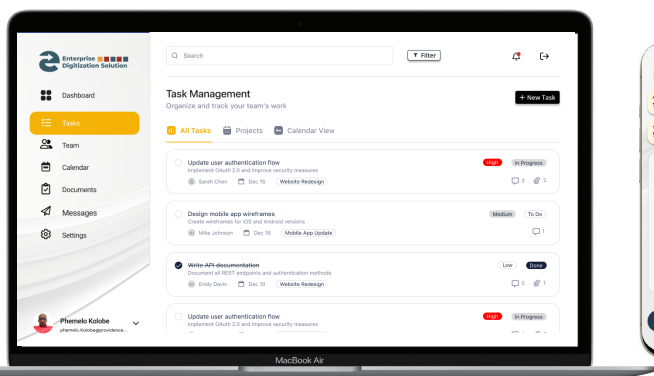 Enterprise
Digitization Solution
Search
Filter
Dashboard
Tasks
Team
Calendar
Documents
Messages
Settings
Phemelo Kolobe
Task Management
Organize and track your team's work
+ New Task
All Tasks
Projects
Calendar View
Update user authentication flow
High
In Progress
Implement OAuth 2.0 and improve security measures
Sarah Chen
Dec 15
Website Redesign
3
2
Design mobile app wireframes
Medium
To Do
Create wireframes for iOS and Android versions
Mike Johnson
Dec 18
Mobile App Update
1
Write API documentation
Low
Done
Document all REST endpoints and authentication methods
Emily Davis
Dec 10
Website Redesign
5
1
Update user authentication flow
High
In Progress
Implement OAuth 2.0 and improve security measures
MacBook Air